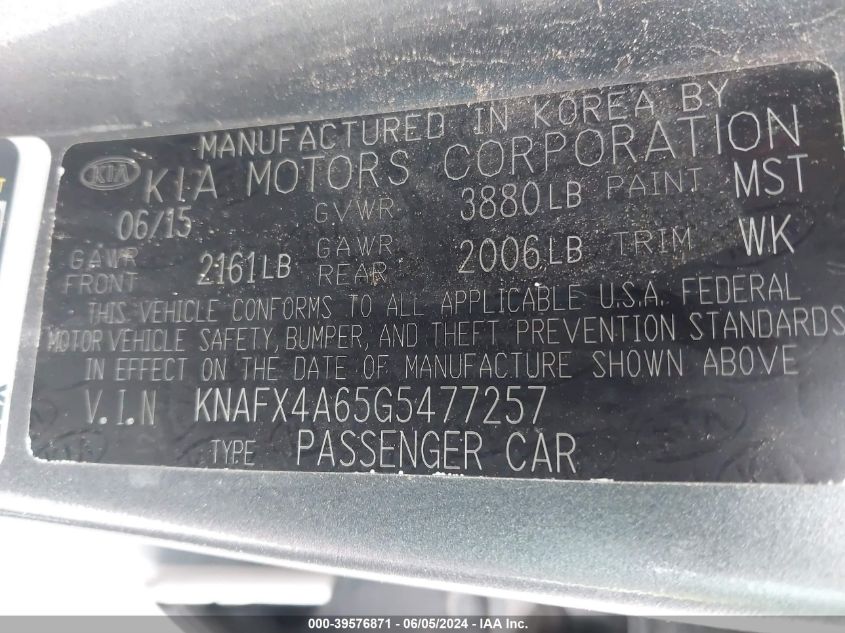 MANUFACTURED IN KOREA BY
KIA KIA MOTORS CORPORATION
06/15 GVWR 3880LB PAINT MST
GAWR FRONT 2161LB GAWR REAR 2006LB TRIM WK
THIS VEHICLE CONFORMS TO ALL APPLICABLE U.S.A. FEDERAL
MOTOR VEHICLE SAFETY, BUMPER, AND THEFT PREVENTION STANDARDS
IN EFFECT ON THE DATE OF MANUFACTURE SHOWN ABOVE
V.I.N KNAFX4A65G5477257
TYPE PASSENGER CAR
000-39576871 - 06/05/2024 - IAA Inc.